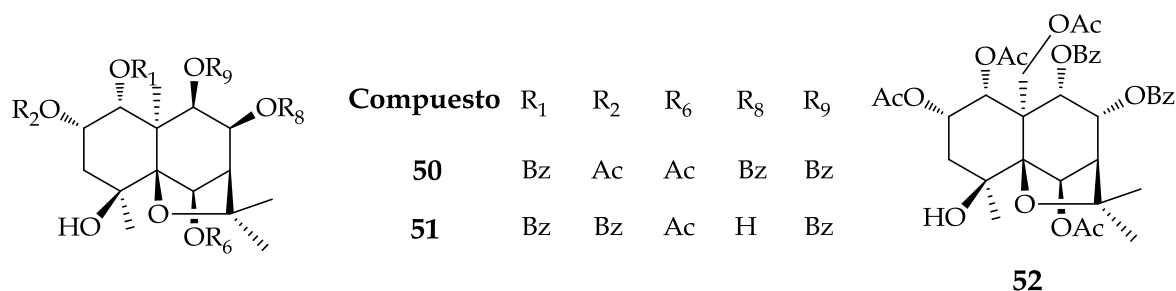 OR1 OR9
R2O OR8
HO O OR6
Compuesto R1 R2 R6 R8 R9
50 Bz Ac Ac Bz Bz
51 Bz Bz Ac H Bz
OAc
OAc OBz
AcO OBz
HO O OAc
52